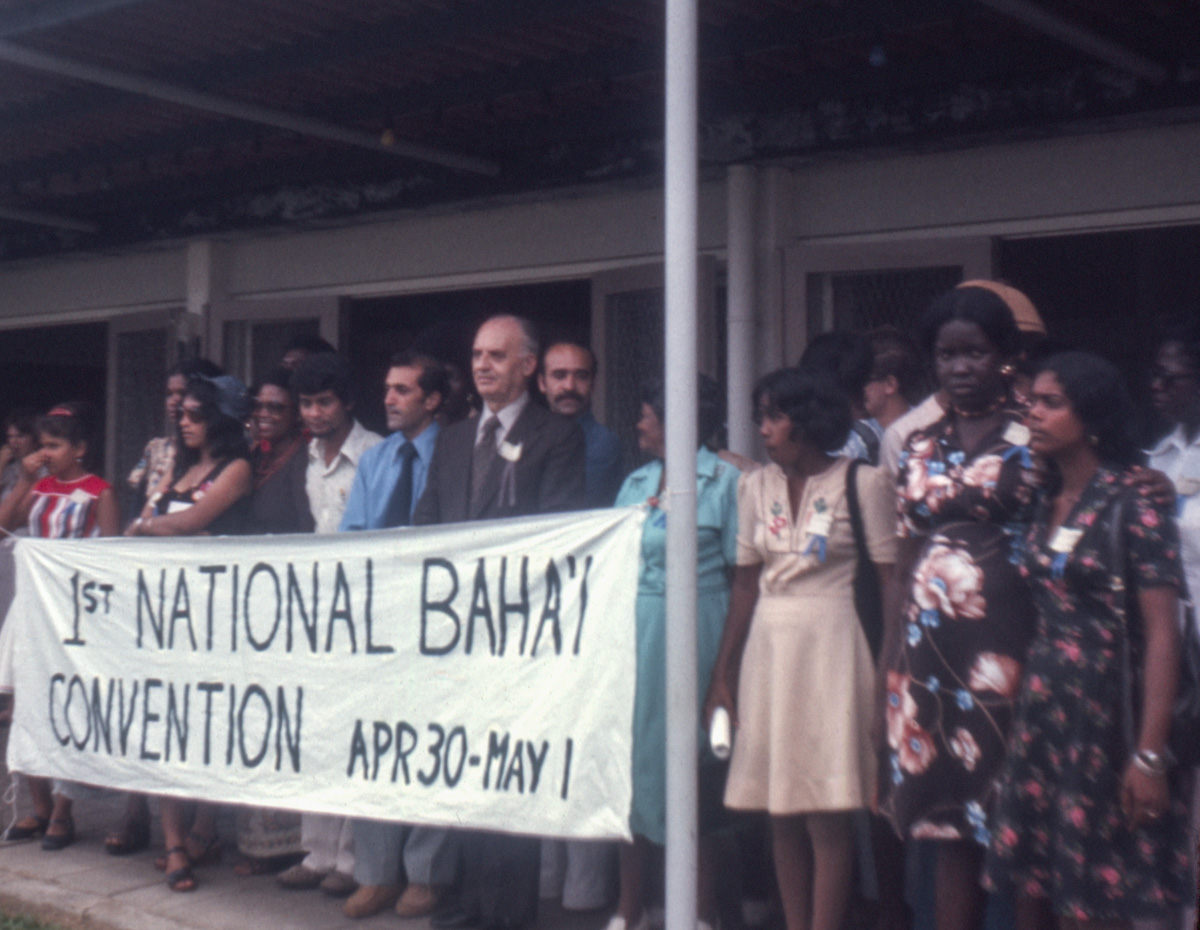 1ST NATIONAL BAHA'I
CONVENTION APR 30-MAY 1